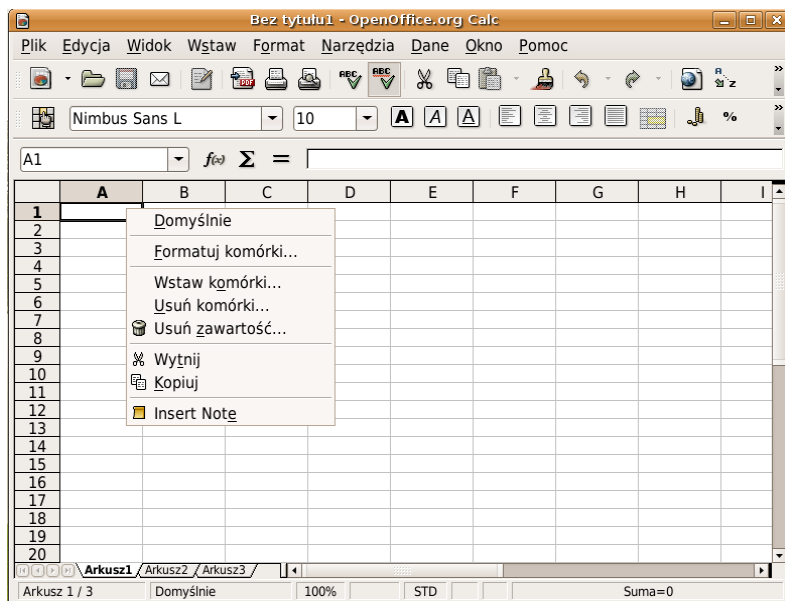 Bez tytułu1 - OpenOffice.org Calc
Plik Edycja Widok Wstaw Format Narzędzia Dane Okno Pomoc
Nimbus Sans L 10 A A A %
A1 f(x) Σ =
A B C D E F G H I
1
2
3
4
5
6
7
8
9
10
11
12
13
14
15
16
17
18
19
20
Domyślnie
Formatuj komórki...
Wstaw komórki...
Usuń komórki...
Usuń zawartość...
Wytnij
Kopiuj
Insert Note
Arkusz1 Arkusz2 Arkusz3
Arkusz 1 / 3 Domyślnie 100% STD Suma=0